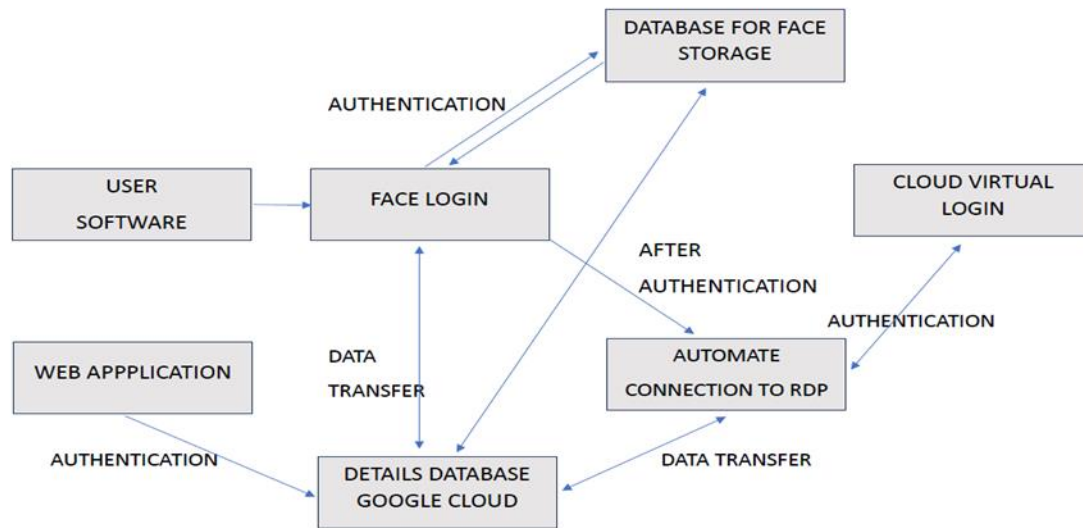 DATABASE FOR FACE
STORAGE
AUTHENTICATION
USER
SOFTWARE
FACE LOGIN
CLOUD VIRTUAL
LOGIN
AFTER
AUTHENTICATION
AUTHENTICATION
WEB APPPLICATION
DATA
TRANSFER
AUTOMATE
CONNECTION TO RDP
AUTHENTICATION
DETAILS DATABASE
GOOGLE CLOUD
DATA TRANSFER